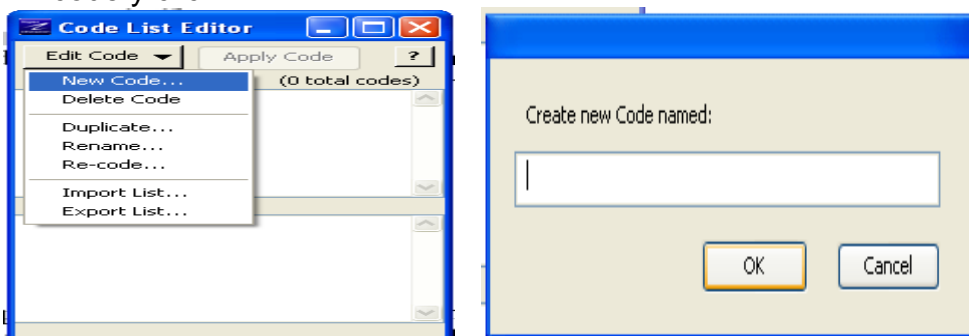 Code List Editor
Edit Code Apply Code ?
New Code... (0 total codes)
Delete Code
Duplicate...
Rename...
Re-code...
Import List...
Export List...
Create new Code named:
OK Cancel